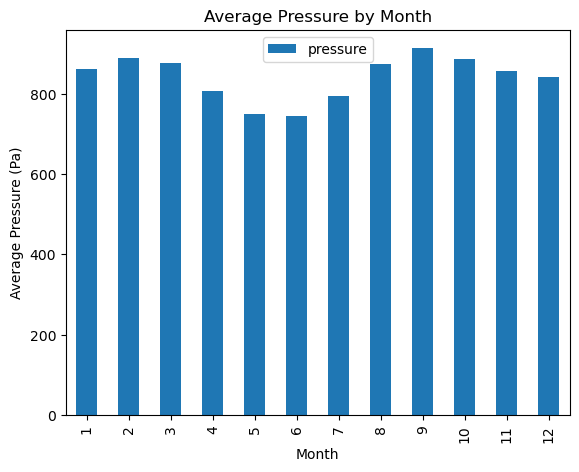 Average Pressure by Month
pressure
Average Pressure (Pa)
800
600
400
200
0
1 2 3 4 5 6 7 8 9 10 11 12
Month